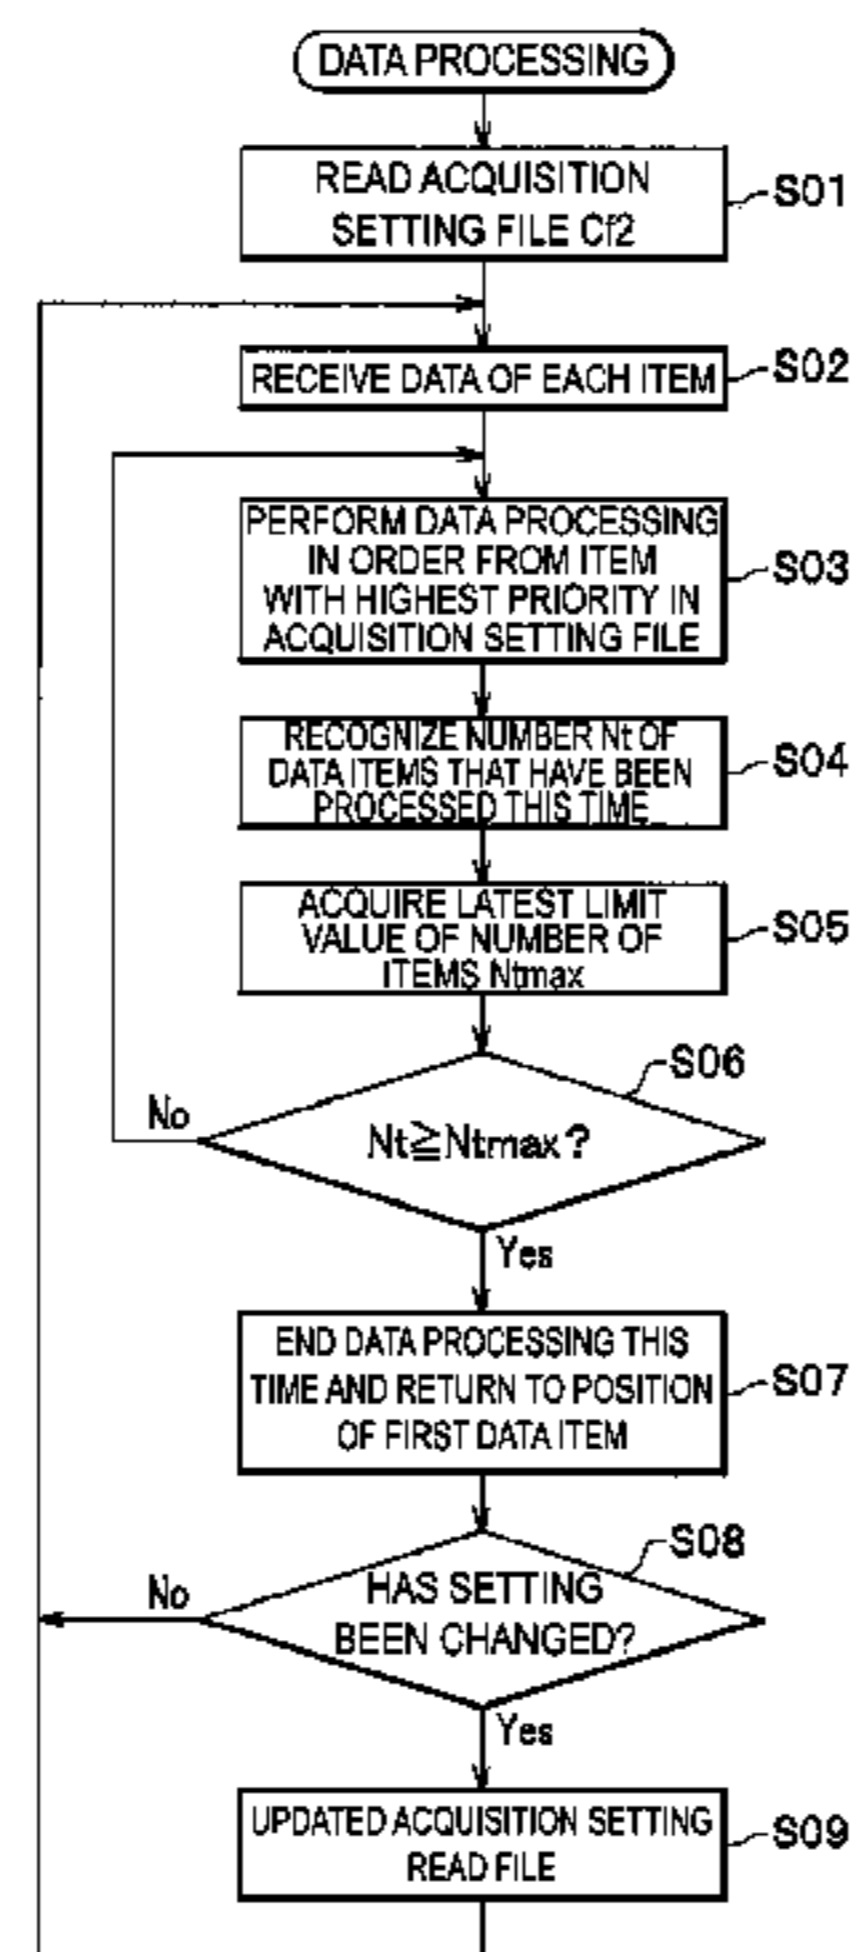 DATA PROCESSING
READ ACQUISITION
SETTING FILE Cf2
S01
RECEIVE DATA OF EACH ITEM
S02
PERFORM DATA PROCESSING
IN ORDER FROM ITEM
WITH HIGHEST PRIORITY IN
ACQUISITION SETTING FILE
S03
RECOGNIZE NUMBER Nt OF
DATA ITEMS THAT HAVE BEEN
PROCESSED THIS TIME
S04
ACQUIRE LATEST LIMIT
VALUE OF NUMBER OF
ITEMS Ntmax
S05
S06
No
Nt≧Ntmax?
Yes
END DATA PROCESSING THIS
TIME AND RETURN TO POSITION
OF FIRST DATA ITEM
S07
S08
No
HAS SETTING
BEEN CHANGED?
Yes
UPDATED ACQUISITION SETTING
READ FILE
S09